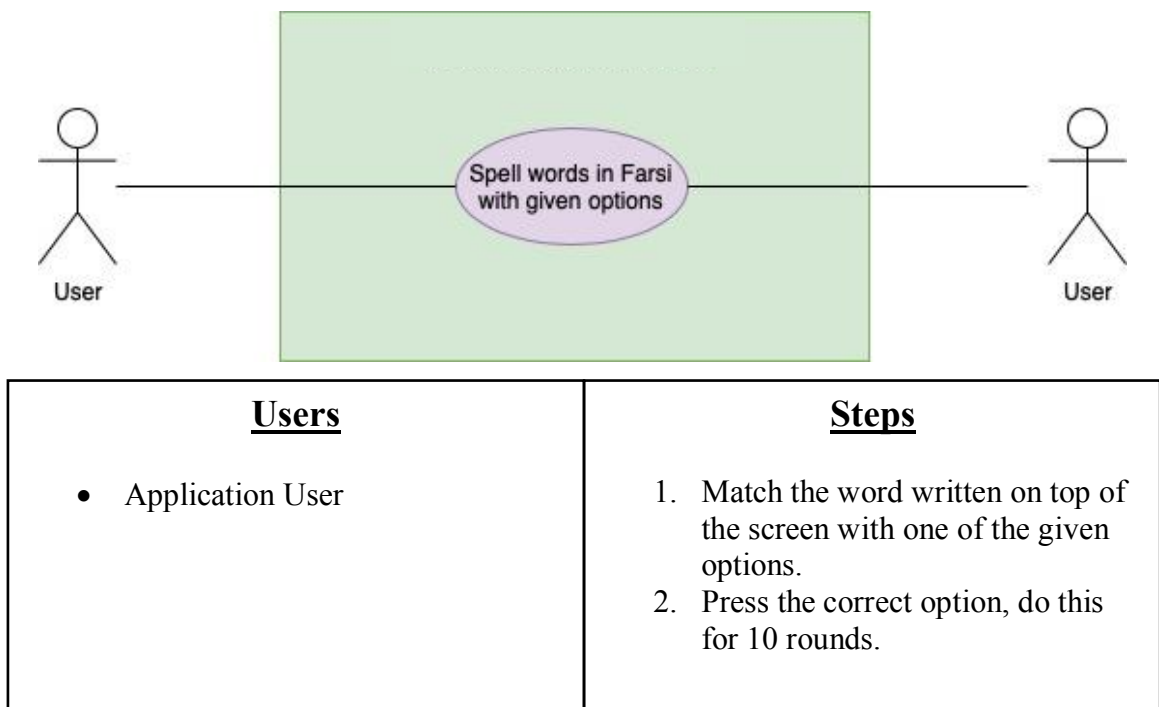 Spell words in Farsi
with given options
User
User
Users
• Application User
Steps
1. Match the word written on top of
the screen with one of the given
options.
2. Press the correct option, do this
for 10 rounds.